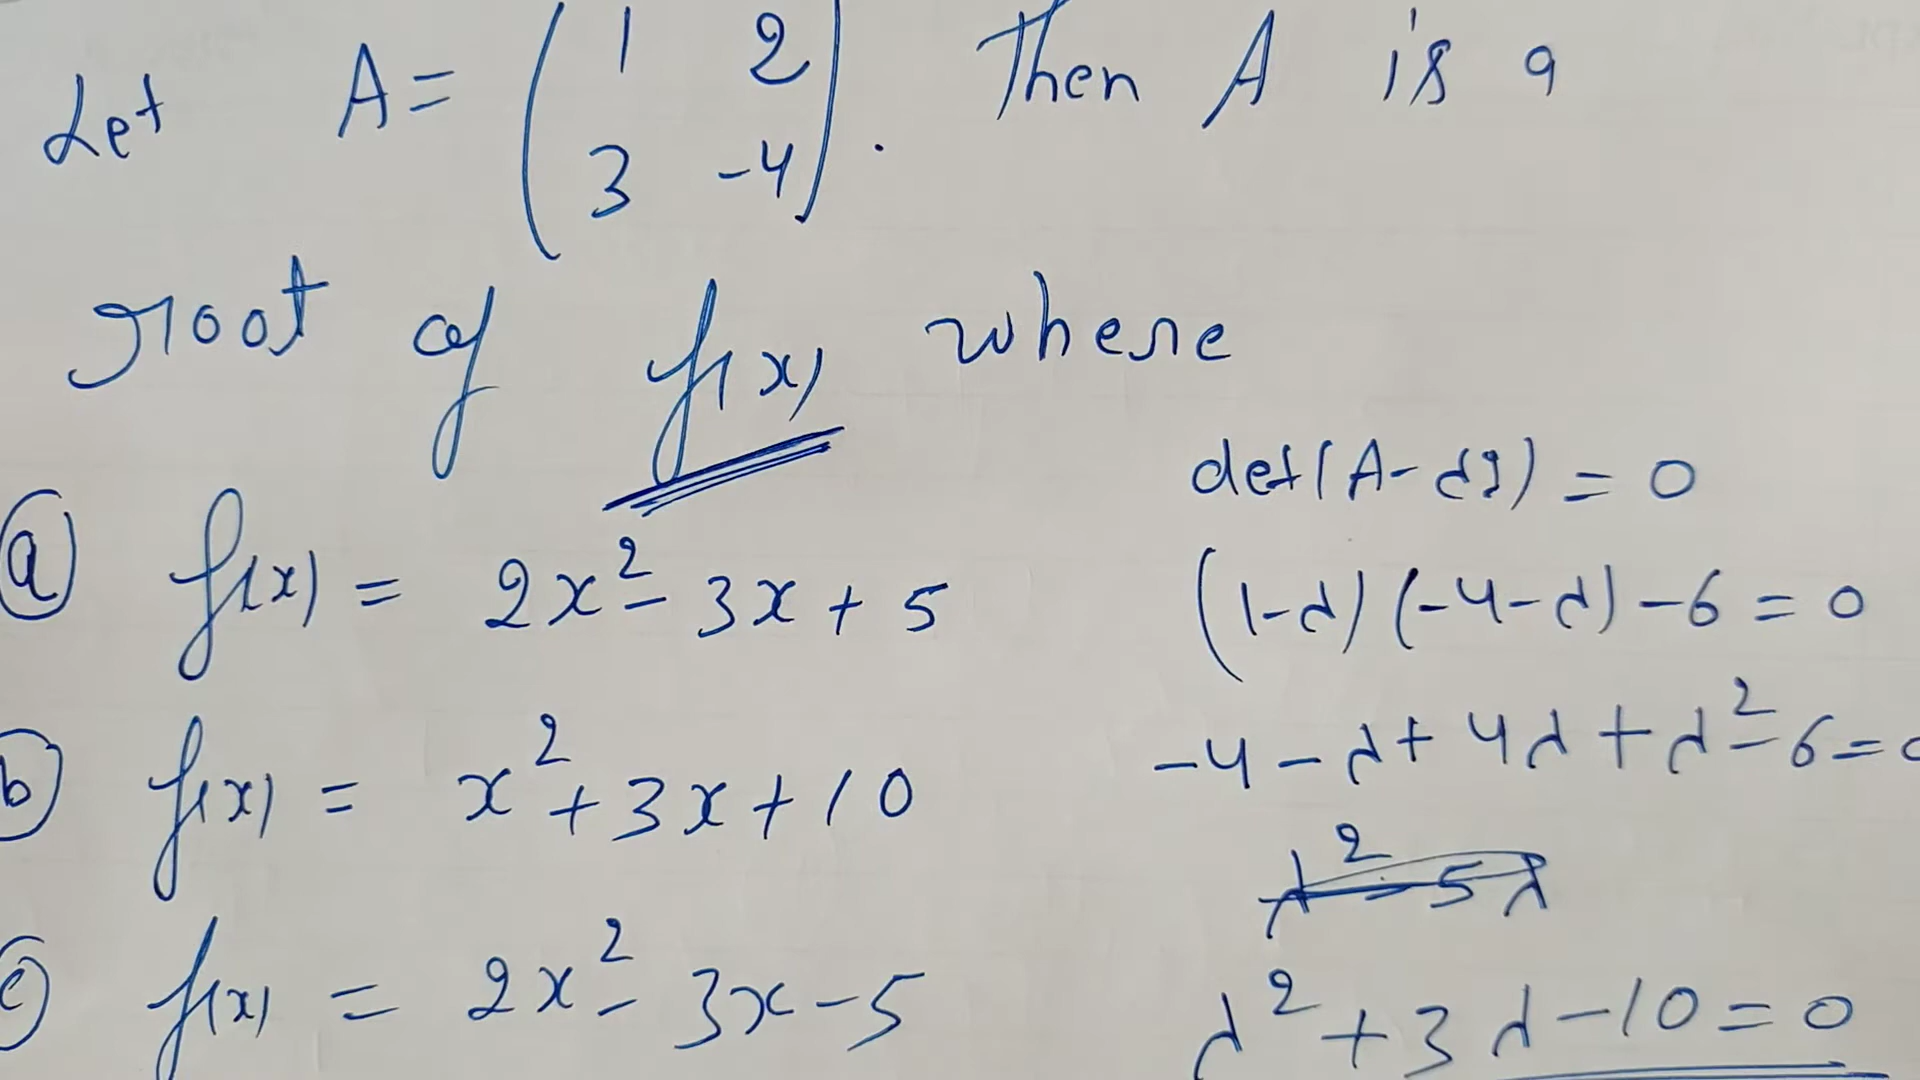 Let A = ( 1 2
3 -4 ). Then A is a
root of f(x) where
det(A-λI) = 0
(a) f(x) = 2x² - 3x + 5
(1-λ)(-4-λ) - 6 = 0
-4 - λ + 4λ + λ² - 6 = 0
(b) f(x) = x² + 3x + 10
λ² - 5λ
(c) f(x) = 2x² - 3x - 5
λ² + 3λ - 10 = 0